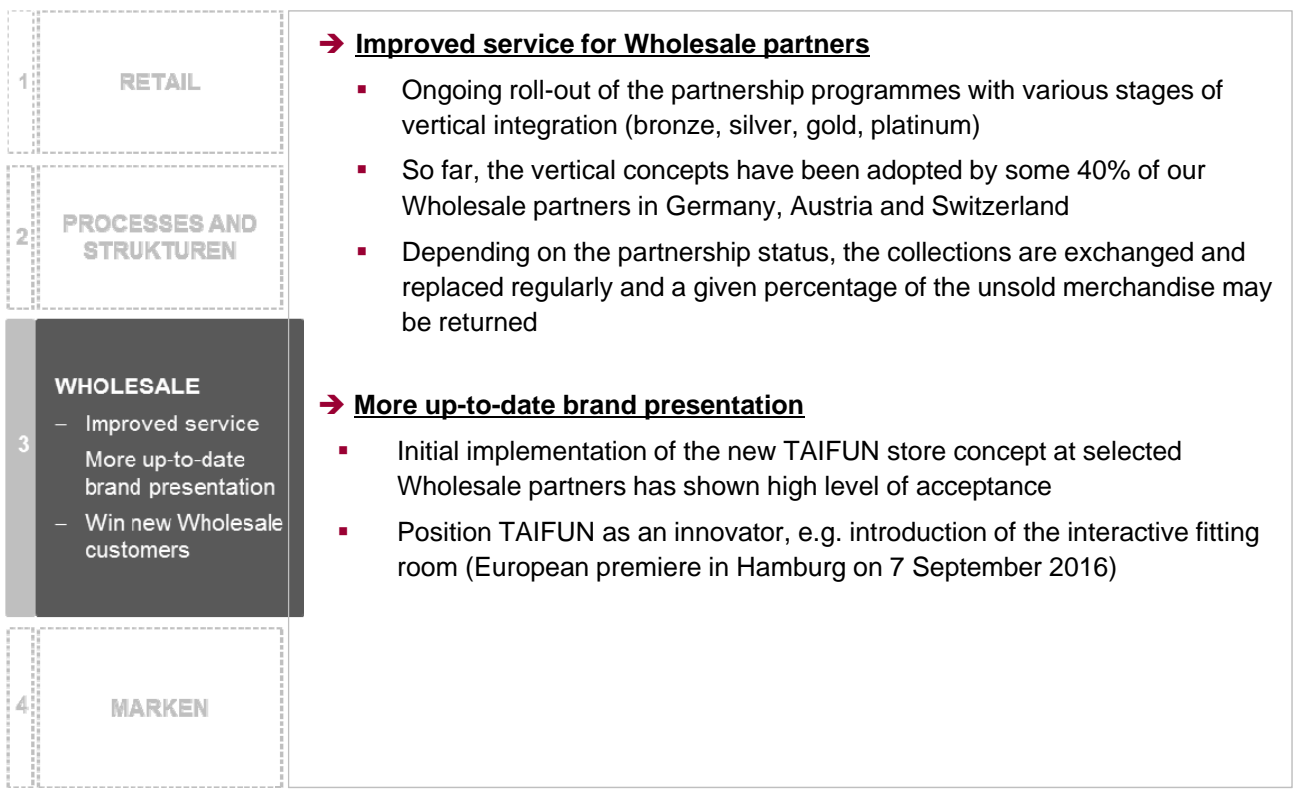 1
RETAIL
2
PROCESSES AND
STRUKTUREN
3
WHOLESALE
– Improved service
More up-to-date
brand presentation
– Win new Wholesale
customers
4
MARKEN
➔ Improved service for Wholesale partners
▪ Ongoing roll-out of the partnership programmes with various stages of
vertical integration (bronze, silver, gold, platinum)
▪ So far, the vertical concepts have been adopted by some 40% of our
Wholesale partners in Germany, Austria and Switzerland
▪ Depending on the partnership status, the collections are exchanged and
replaced regularly and a given percentage of the unsold merchandise may
be returned
➔ More up-to-date brand presentation
▪ Initial implementation of the new TAIFUN store concept at selected
Wholesale partners has shown high level of acceptance
▪ Position TAIFUN as an innovator, e.g. introduction of the interactive fitting
room (European premiere in Hamburg on 7 September 2016)